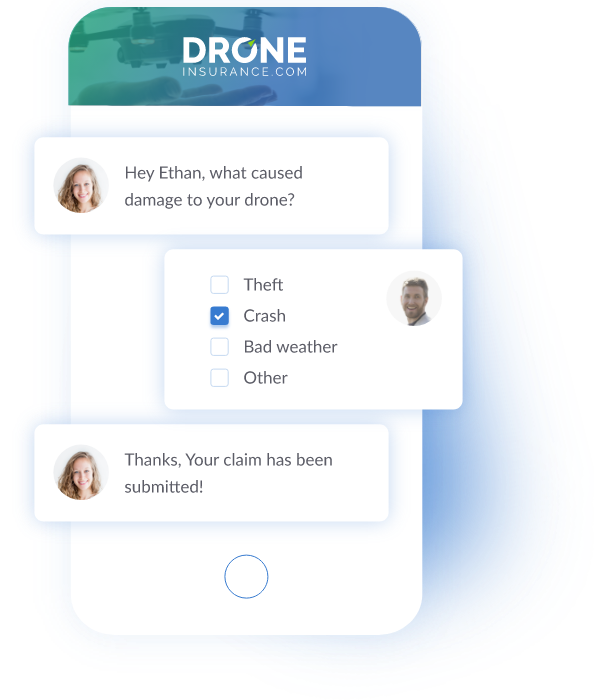 DRONE
INSURANCE.COM
Hey Ethan, what caused
damage to your drone?
Theft
Crash
Bad weather
Other
Thanks, Your claim has been
submitted!